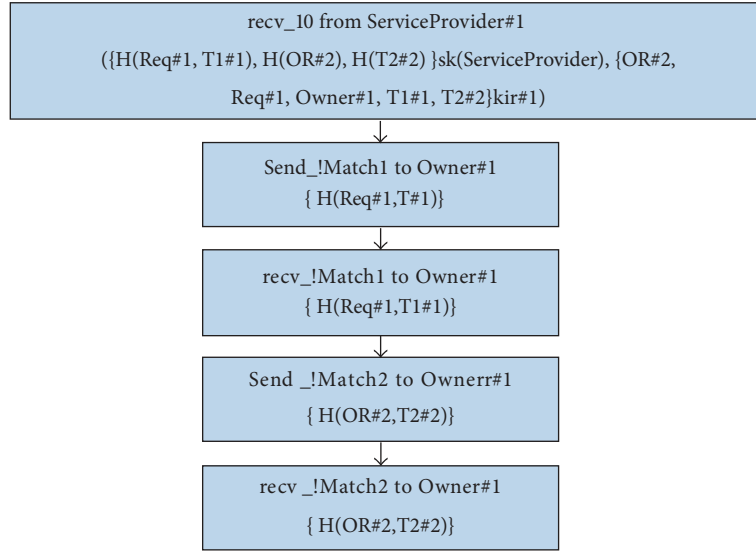 recv_10 from ServiceProvider#1
({H(Req#1, T1#1), H(OR#2), H(T2#2) }sk(ServiceProvider), {OR#2,
Req#1, Owner#1, T1#1, T2#2}kir#1)
Send_!Match1 to Owner#1
{ H(Req#1,T#1)}
recv_!Match1 to Owner#1
{ H(Req#1,T1#1)}
Send _!Match2 to Ownerr#1
{ H(OR#2,T2#2)}
recv _!Match2 to Owner#1
{ H(OR#2,T2#2)}